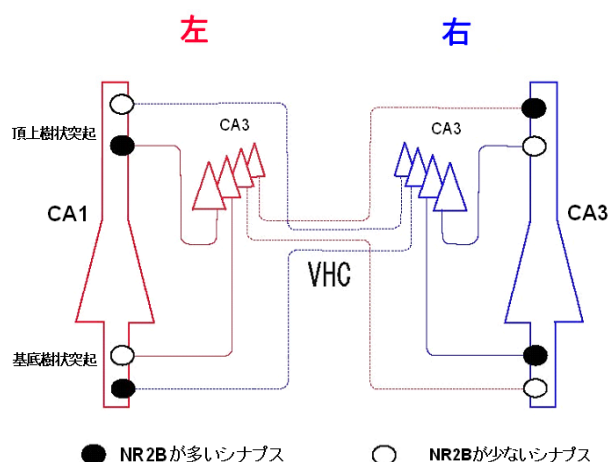 左 右
CA3 CA3
頂上樹状突起
CA1 CA3
VHC
基底樹状突起
NR2Bが多いシナプス NR2Bが少ないシナプス